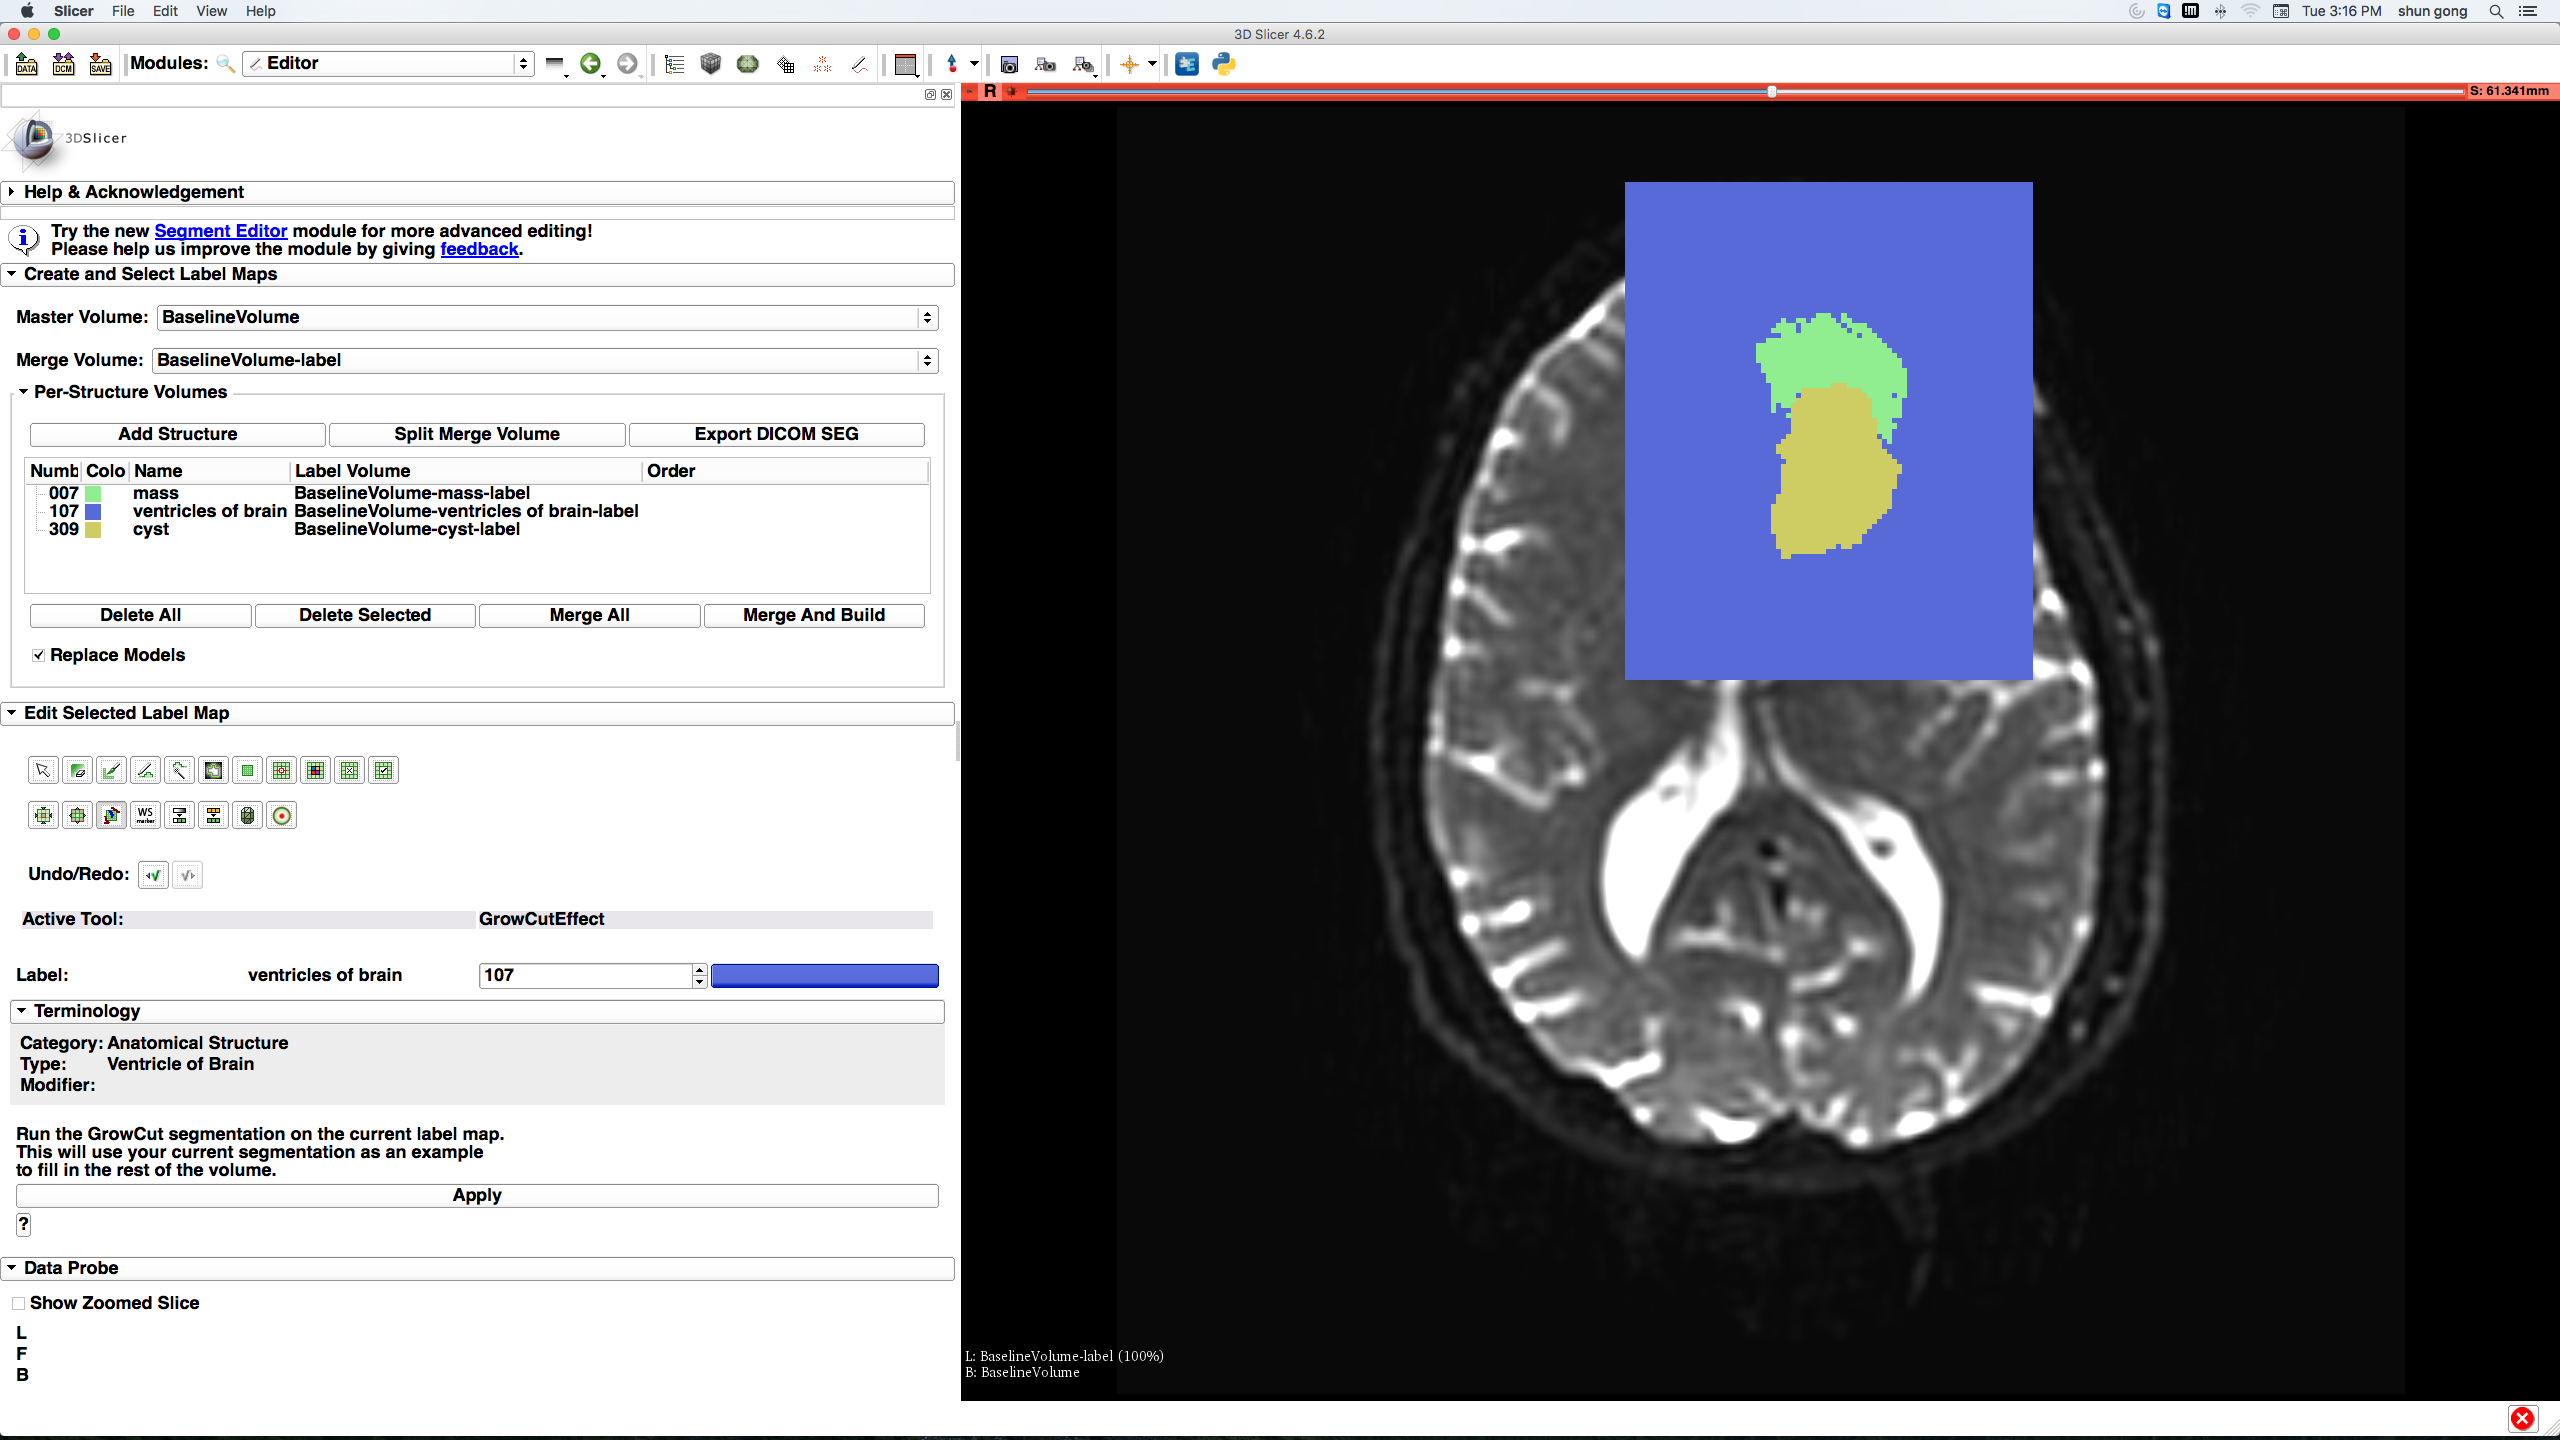 Slicer File Edit View Help Tue 3:16 PM shun gong
3D Slicer 4.6.2
DATA DCM SAVE Modules: Editor
R S: 61.341mm
3DSlicer
Help & Acknowledgement
Try the new Segment Editor module for more advanced editing!
Please help us improve the module by giving feedback.
Create and Select Label Maps
Master Volume: BaselineVolume
Merge Volume: BaselineVolume-label
Per-Structure Volumes
Add Structure Split Merge Volume Export DICOM SEG
Numb Colo Name Label Volume Order
007 mass BaselineVolume-mass-label
107 ventricles of brain BaselineVolume-ventricles of brain-label
309 cyst BaselineVolume-cyst-label
Delete All Delete Selected Merge All Merge And Build
Replace Models
Edit Selected Label Map
WS marker
Undo/Redo:
Active Tool: GrowCutEffect
Label: ventricles of brain 107
Terminology
Category: Anatomical Structure
Type: Ventricle of Brain
Modifier:
Run the GrowCut segmentation on the current label map.
This will use your current segmentation as an example
to fill in the rest of the volume.
Apply
?
Data Probe
Show Zoomed Slice
L
F
B
L: BaselineVolume-label (100%)
B: BaselineVolume